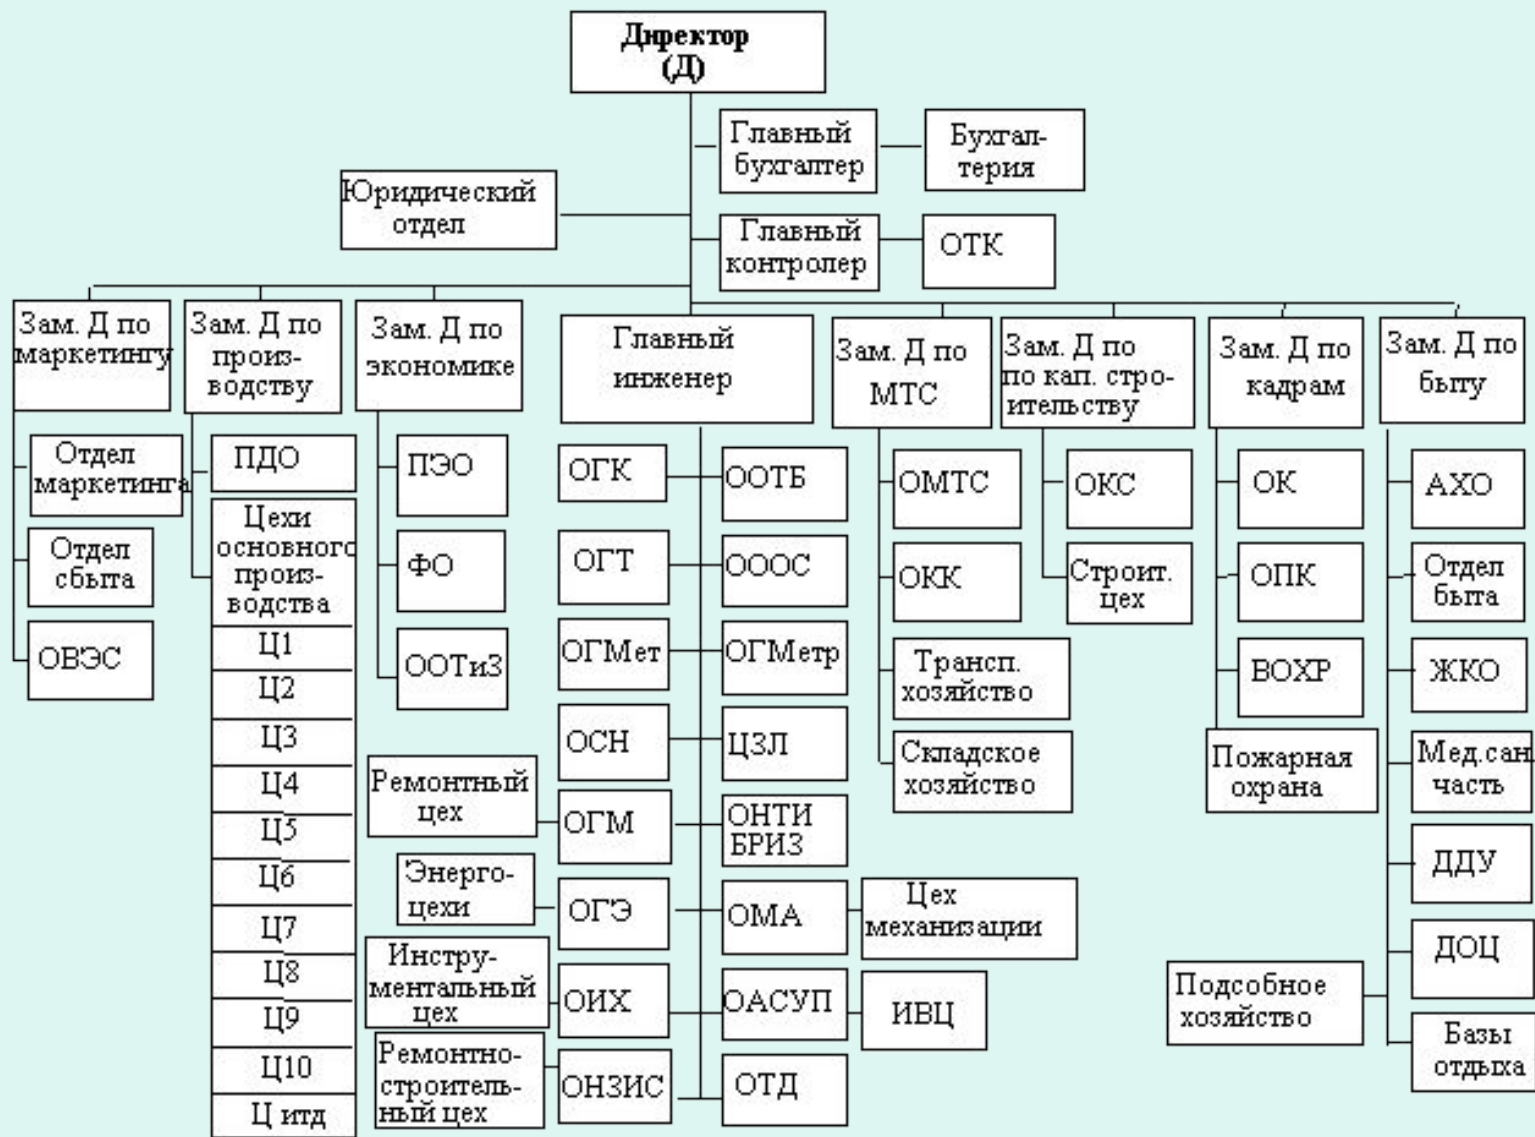 Директор
(Д)
Главный
бухгалтер
Бухгал-
терия
Юридический
отдел
Главный
контролер
ОТК
Зам. Д по
маркетингу
Отдел
маркетинга
Отдел
сбыта
ОВЭС
Зам. Д по
произ-
водству
ПДО
Цехи
основного
произ-
водства
Ц1
Ц2
Ц3
Ц4
Ц5
Ц6
Ц7
Ц8
Ц9
Ц10
Ц итд
Зам. Д по
экономике
ПЭО
ФО
ООТиЗ
Главный
инженер
ОГК
ООТБ
ОГТ
ОООС
ОГМет
ОГМетр
ОСН
ЦЗЛ
Ремонтный
цех
ОГМ
ОНТИ
БРИЗ
Энерго-
цехи
ОГЭ
ОМА
Цех
механизации
Инстру-
ментальный
цех
ОИХ
ОАСУП
ИВЦ
Ремонтно-
строитель-
ный цех
ОНЗИС
ОТД
Зам. Д по
МТС
ОМТС
ОКК
Трансп.
хозяйство
Складское
хозяйство
Зам. Д по
по кап. стро-
ительству
ОКС
Строит.
цех
Зам. Д по
кадрам
ОК
ОПК
ВОХР
Пожарная
охрана
Зам. Д по
быту
АХО
Отдел
быта
ЖКО
Мед.сан.
часть
ДДУ
ДОЦ
Подсобное
хозяйство
Базы
отдыха